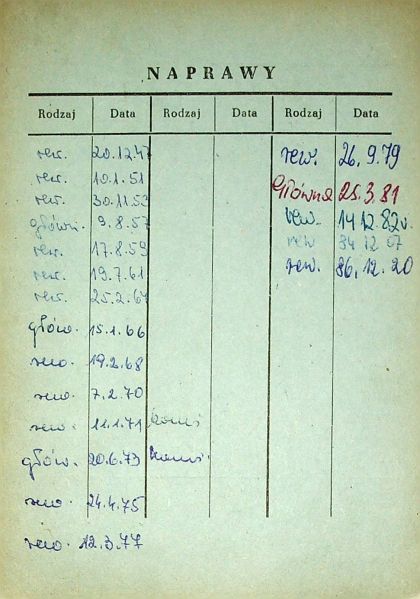 NAPRAWY
Rodzaj Data Rodzaj Data Rodzaj Data
rew. 20.12.47
rew. 10.1.51
rew. 30.11.53
główn. 9.8.57
rew. 17.8.59
rew. 19.7.61
rew. 25.2.64
głów. 15.1.66
rew. 19.2.68
rew. 7.2.70
rew. 11.1.71
głów. 20.6.73
rew. 24.4.75
rew. 12.3.77
rew. 26.9.79
Główna 25.3.81
rew. 14 12.82r.
rew 84 12 07
rew. 86.12.20